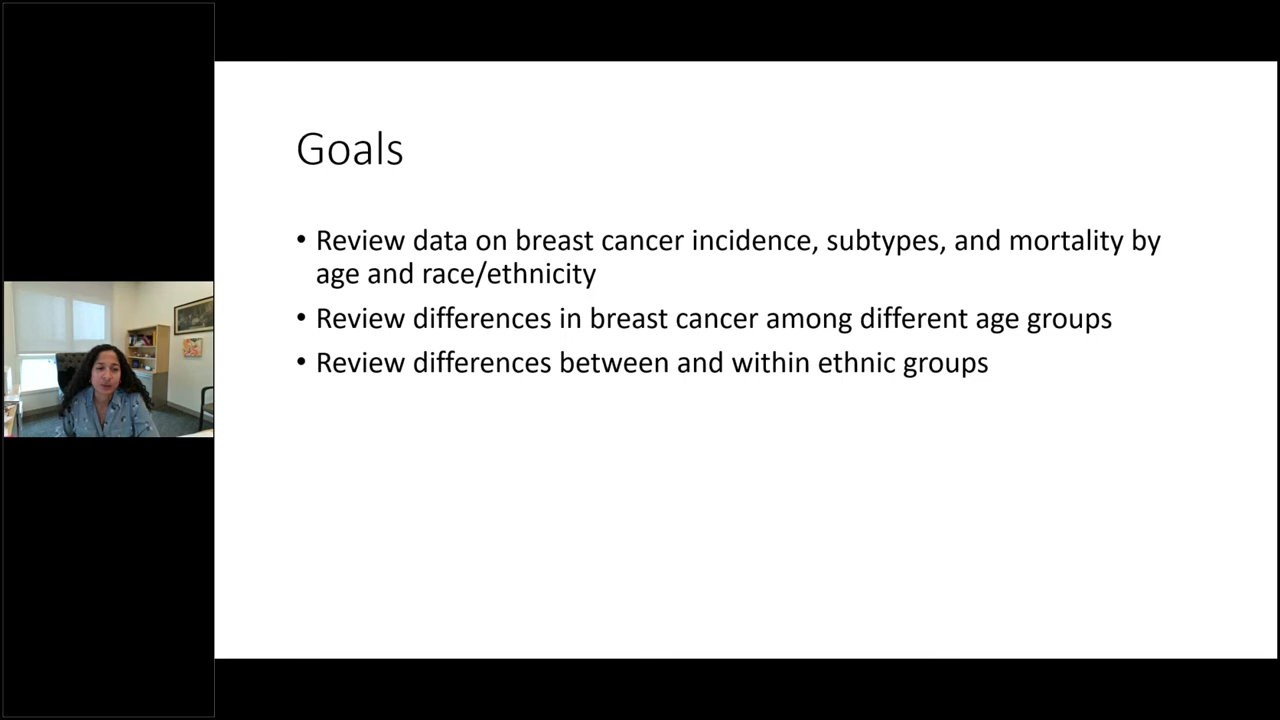 Goals
• Review data on breast cancer incidence, subtypes, and mortality by
age and race/ethnicity
• Review differences in breast cancer among different age groups
• Review differences between and within ethnic groups